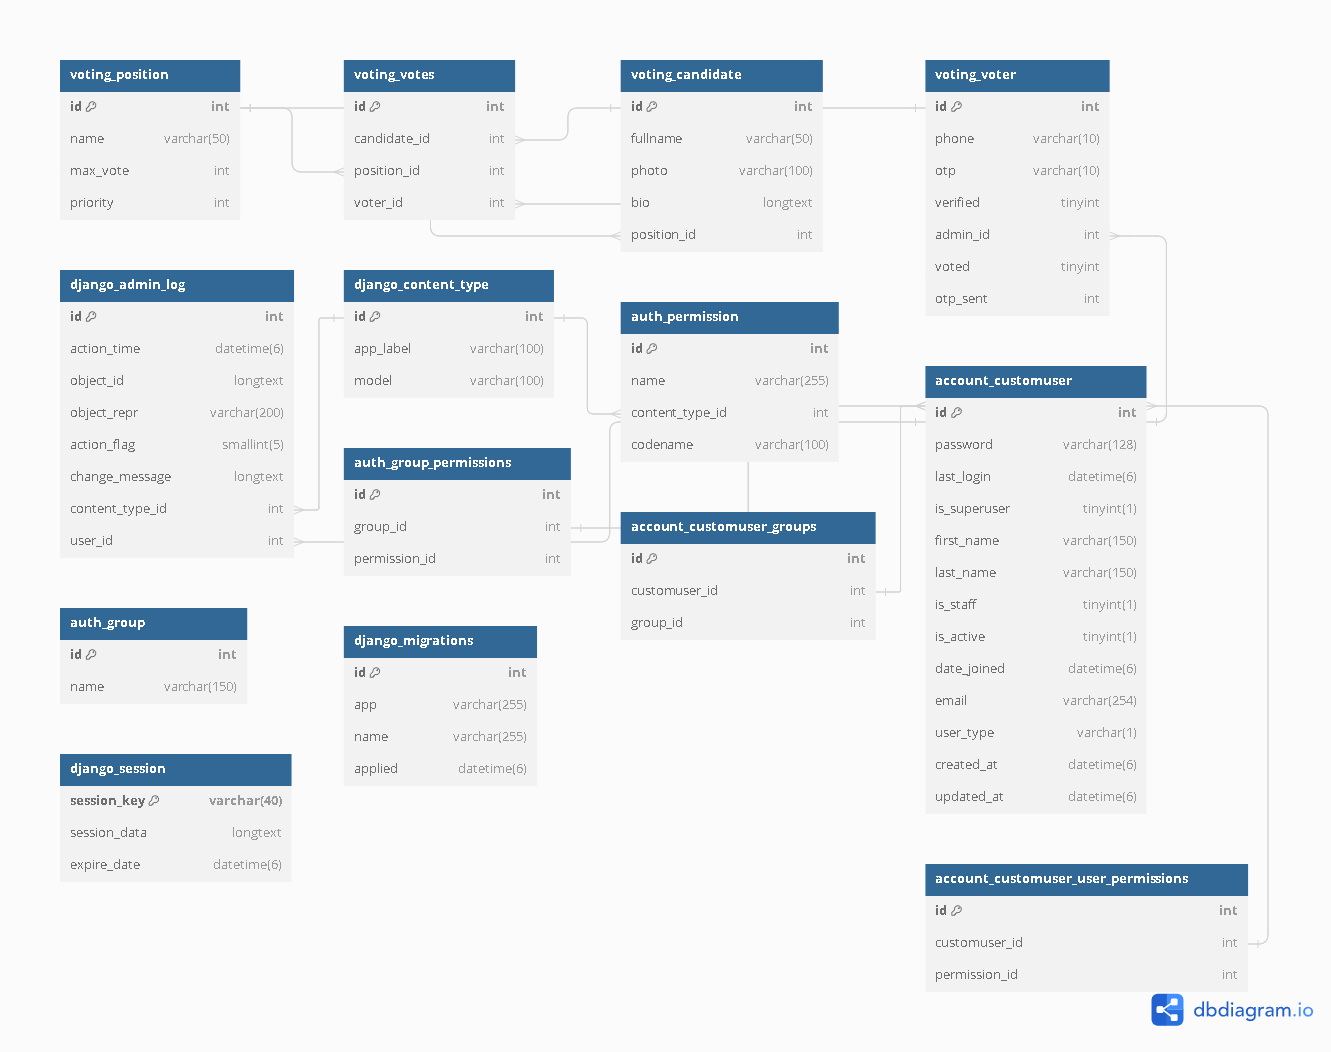 voting_position
id int
name varchar(50)
max_vote int
priority int
voting_votes
id int
candidate_id int
position_id int
voter_id int
voting_candidate
id int
fullname varchar(50)
photo varchar(100)
bio longtext
position_id int
voting_voter
id int
phone varchar(10)
otp varchar(10)
verified tinyint
admin_id int
voted tinyint
otp_sent int
django_admin_log
id int
action_time datetime(6)
object_id longtext
object_repr varchar(200)
action_flag smallint(5)
change_message longtext
content_type_id int
user_id int
django_content_type
id int
app_label varchar(100)
model varchar(100)
auth_permission
id int
name varchar(255)
content_type_id int
codename varchar(100)
account_customuser
id int
password varchar(128)
last_login datetime(6)
is_superuser tinyint(1)
first_name varchar(150)
last_name varchar(150)
is_staff tinyint(1)
is_active tinyint(1)
date_joined datetime(6)
email varchar(254)
user_type varchar(1)
created_at datetime(6)
updated_at datetime(6)
auth_group_permissions
id int
group_id int
permission_id int
account_customuser_groups
id int
customuser_id int
group_id int
auth_group
id int
name varchar(150)
django_migrations
id int
app varchar(255)
name varchar(255)
applied datetime(6)
django_session
session_key varchar(40)
session_data longtext
expire_date datetime(6)
account_customuser_user_permissions
id int
customuser_id int
permission_id int
dbdiagram.io